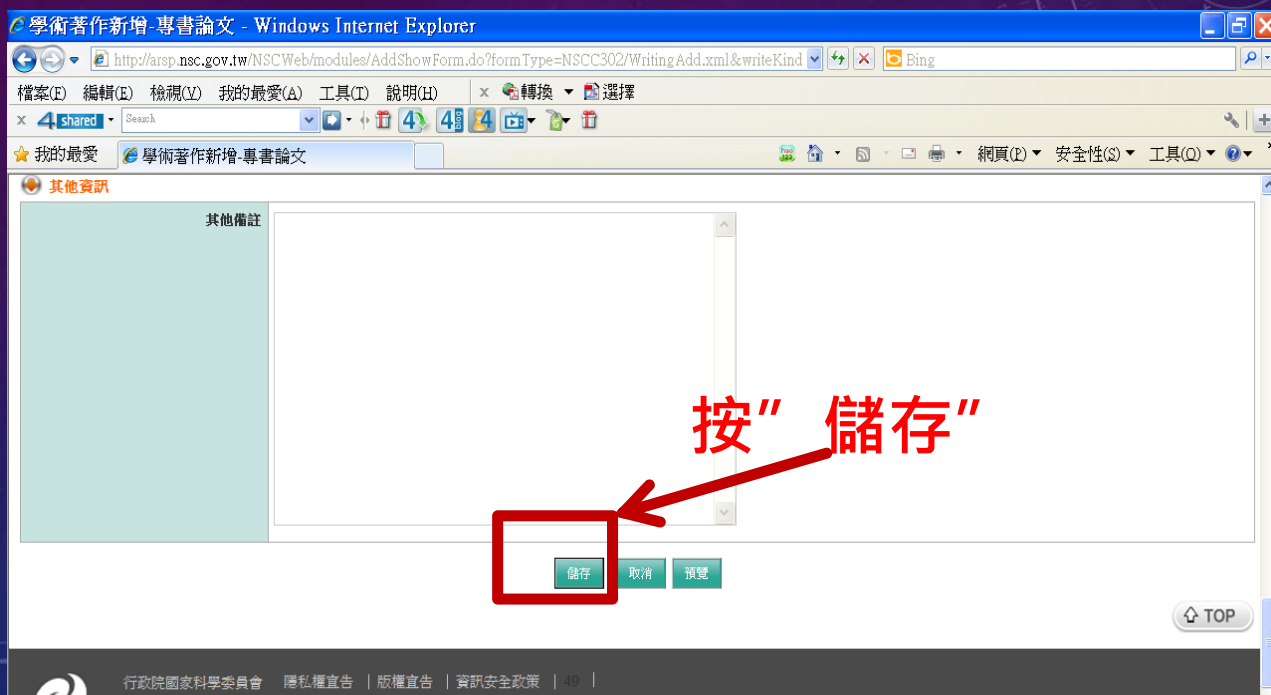 學術著作新增-專書論文 - Windows Internet Explorer
http://arsp.nsc.gov.tw/NSCWeb/modules/AddShowForm.do?formType=NSCC302/WritingAdd.xml&writeKind Bing
檔案(F) 編輯(E) 檢視(V) 我的最愛(A) 工具(T) 說明(H) x 轉換 選擇
x 4 shared Search
我的最愛 學術著作新增-專書論文 網頁(P) 安全性(S) 工具(O)
其他資訊
其他備註
按”儲存”
儲存 取消 預覽
TOP
行政院國家科學委員會 隱私權宣告 | 版權宣告 | 資訊安全政策 | 49 |